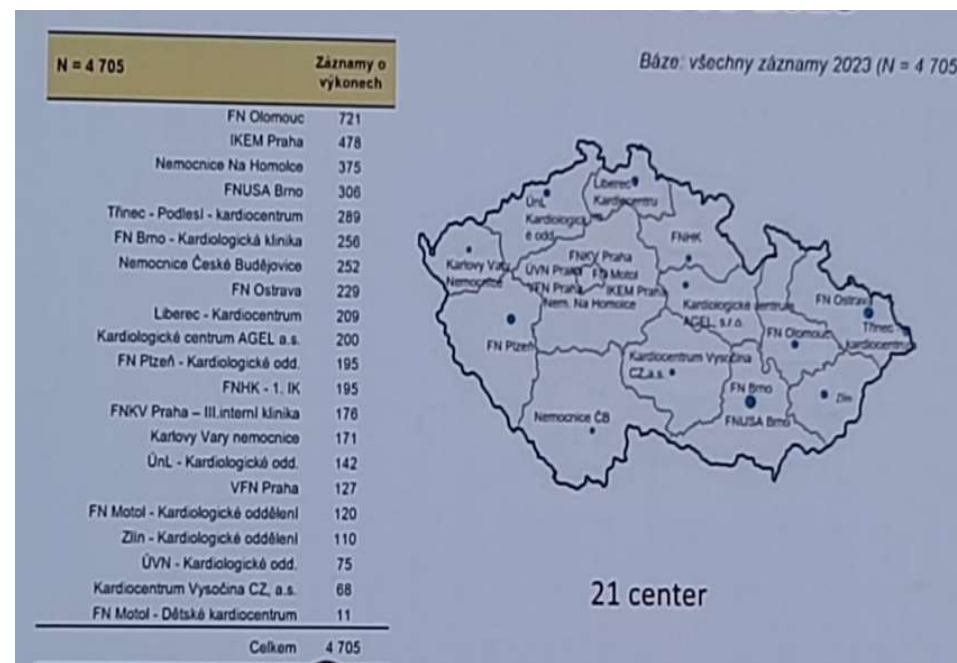 N = 4 705
Záznamy o
výkonech
FN Olomouc 721
IKEM Praha 478
Nemocnice Na Homolce 375
FNUSA Brno 306
Třinec - Podlesí - kardiocentrum 289
FN Brno - Kardiologická klinika 256
Nemocnice České Budějovice 252
FN Ostrava 229
Liberec - Kardiocentrum 209
Kardiologické centrum AGEL a.s. 200
FN Plzeň - Kardiologické odd. 195
FNHK - 1. IK 195
FNKV Praha – III.interní klinika 176
Karlovy Vary nemocnice 171
ÚnL - Kardiologické odd. 142
VFN Praha 127
FN Motol - Kardiologické oddělení 120
Zlín - Kardiologické oddělení 110
ÚVN - Kardiologické odd. 75
Kardiocentrum Vysočina CZ, a.s. 68
FN Motol - Dětské kardiocentrum 11
Celkem 4 705
Báze: všechny záznamy 2023 (N = 4 705
Liberec
Kardiocentru
ÚnL
Kardiologick
é odd.
FNHK
FNKV Praha
Karlovy Vary
Nemocnice
ÚVN Praha
FN Motol
VFN Praha
IKEM Praha
Nem. Na Homolce
Kardiologické centrum
AGEL, s.r.o.
FN Ostrava
Třinec
kardiocentrum
FN Olomouc
FN Plzeň
Kardiocentrum Vysočina
CZ,a.s.
FN Brno
Zlín
Nemocnice ČB
FNUSA Brno
21 center